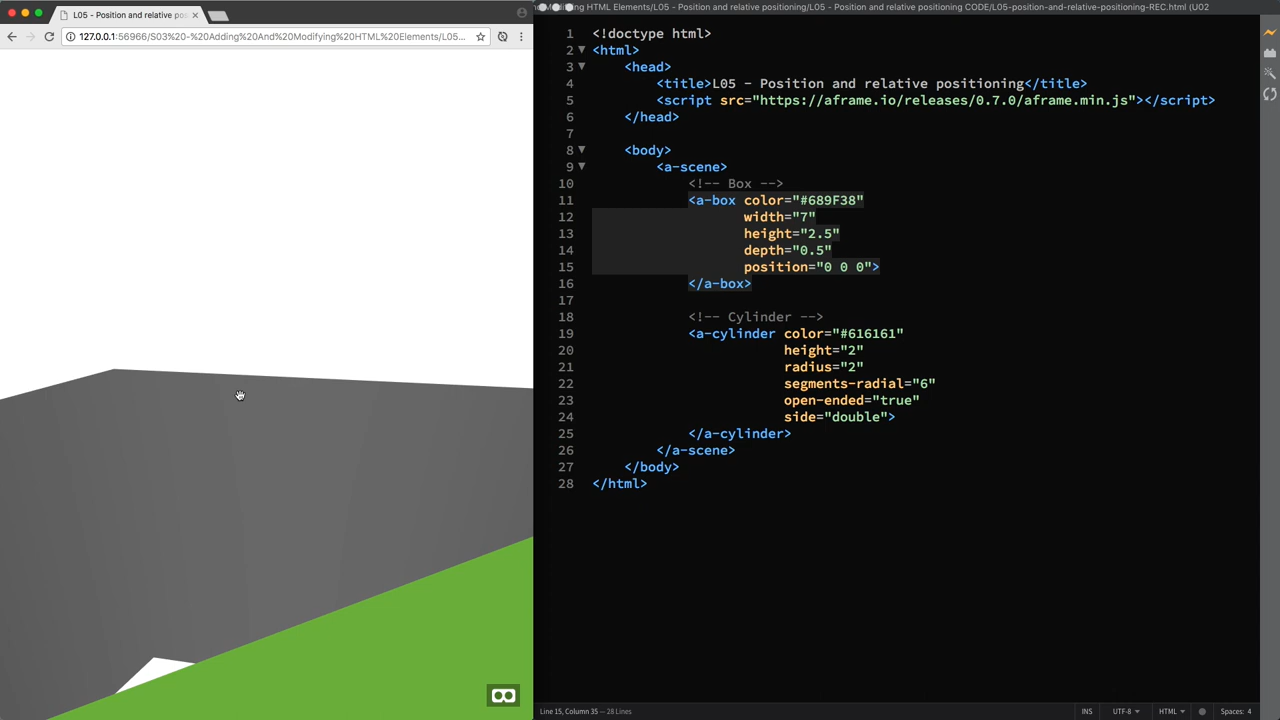 L05 - Position and relative pos
127.0.0.1:56966/S03%20-%20Adding%20And%20Modifying%20HTML%20Elements/L05...
HTML Elements/L05 - Position and relative positioning/L05 - Position and relative positioning CODE/L05-position-and-relative-positioning-REC.html (U02
1 <!doctype html>
2 <html>
3 <head>
4 <title>L05 - Position and relative positioning</title>
5 <script src="https://aframe.io/releases/0.7.0/aframe.min.js"></script>
6 </head>
7
8 <body>
9 <a-scene>
10 <!-- Box -->
11 <a-box color="#689F38"
12 width="7"
13 height="2.5"
14 depth="0.5"
15 position="0 0 0">
16 </a-box>
17
18 <!-- Cylinder -->
19 <a-cylinder color="#616161"
20 height="2"
21 radius="2"
22 segments-radial="6"
23 open-ended="true"
24 side="double">
25 </a-cylinder>
26 </a-scene>
27 </body>
28 </html>
Line 15, Column 35 — 28 Lines
INS
UTF-8
HTML
Spaces: 4